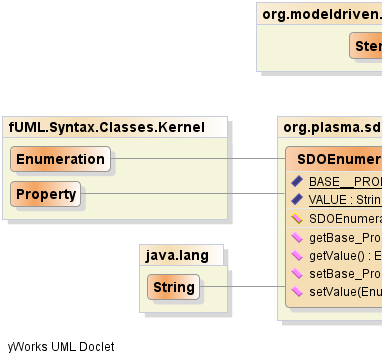 org.modeldriven.
Ster
fUML.Syntax.Classes.Kernel
Enumeration
Property
org.plasma.sd
SDOEnumer
BASE__PRO
VALUE : Strin
SDOEnumera
getBase_Pro
getValue() : E
setBase_Pro
setValue(Enu
java.lang
String
yWorks UML Doclet